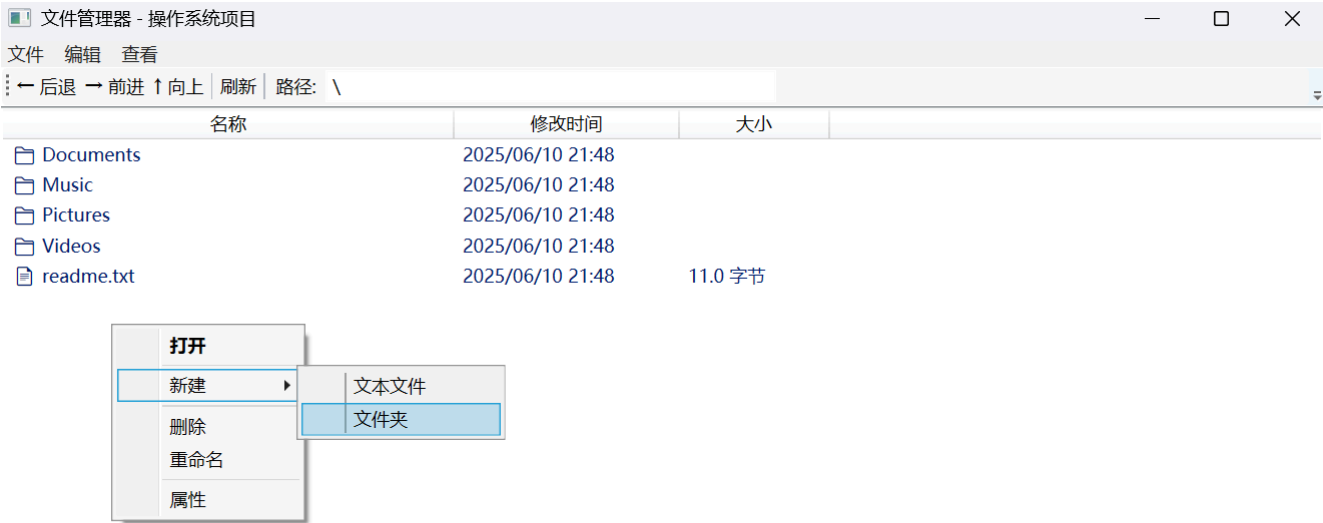 文件管理器 - 操作系统项目
文件 编辑 查看
←后退 →前进 ↑向上 刷新 路径: \
名称 修改时间 大小
Documents 2025/06/10 21:48
Music 2025/06/10 21:48
Pictures 2025/06/10 21:48
Videos 2025/06/10 21:48
readme.txt 2025/06/10 21:48 11.0 字节
打开
新建
文本文件
文件夹
删除
重命名
属性